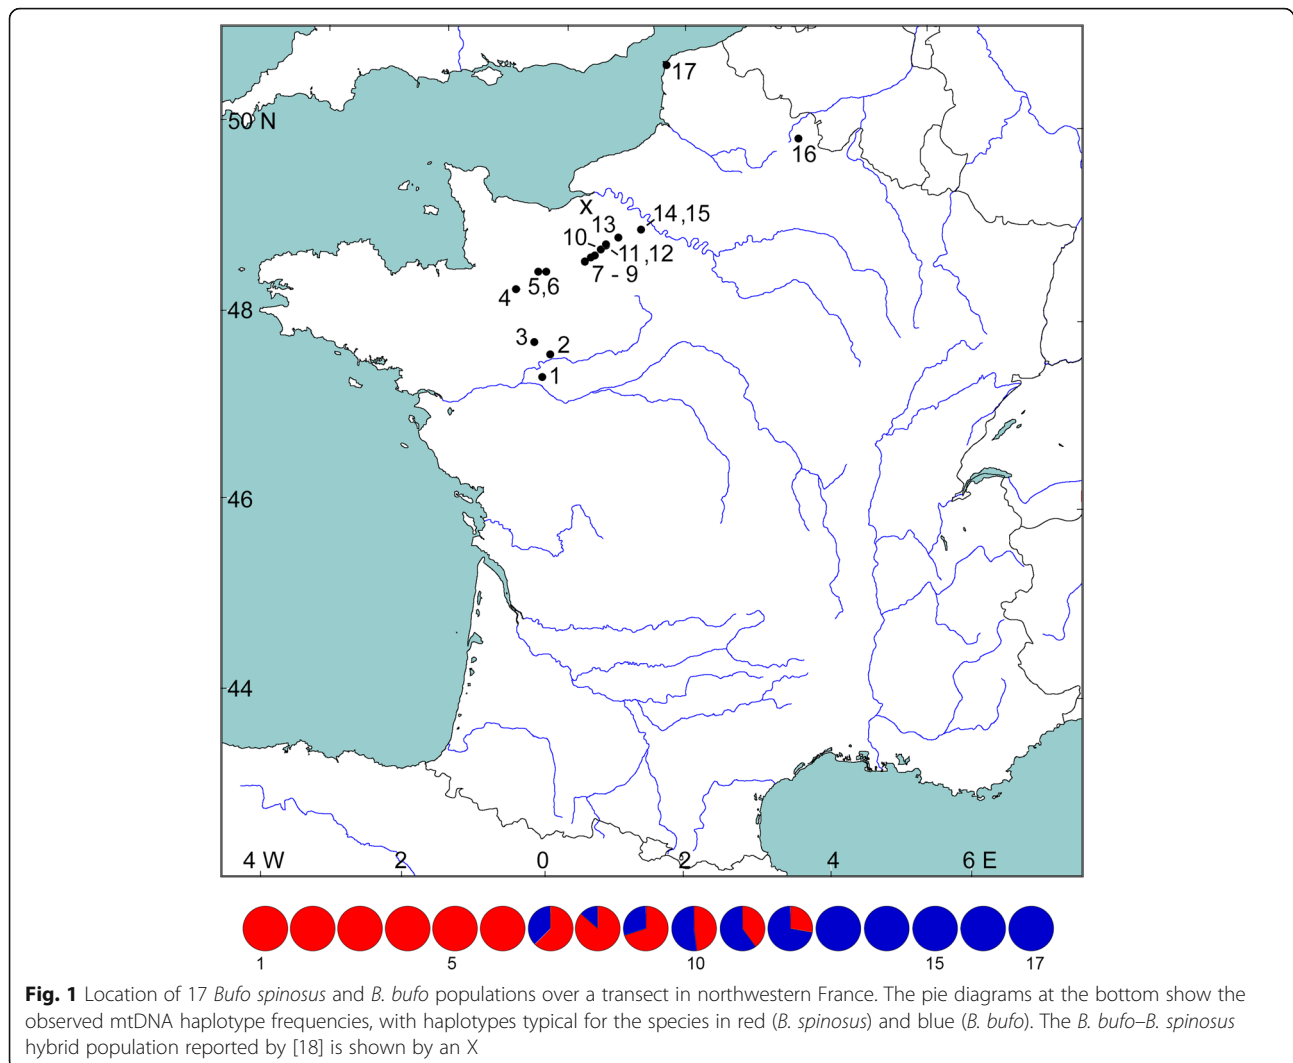 17
50 N
16
X
14,15
13
10
11,12
7 - 9
5,6
4
48
3
2
1
46
44
4 W
2
0
2
4
6 E
1
5
10
15
17
Fig. 1 Location of 17 Bufo spinosus and B. bufo populations over a transect in northwestern France. The pie diagrams at the bottom show the
observed mtDNA haplotype frequencies, with haplotypes typical for the species in red (B. spinosus) and blue (B. bufo). The B. bufo–B. spinosus
hybrid population reported by [18] is shown by an X